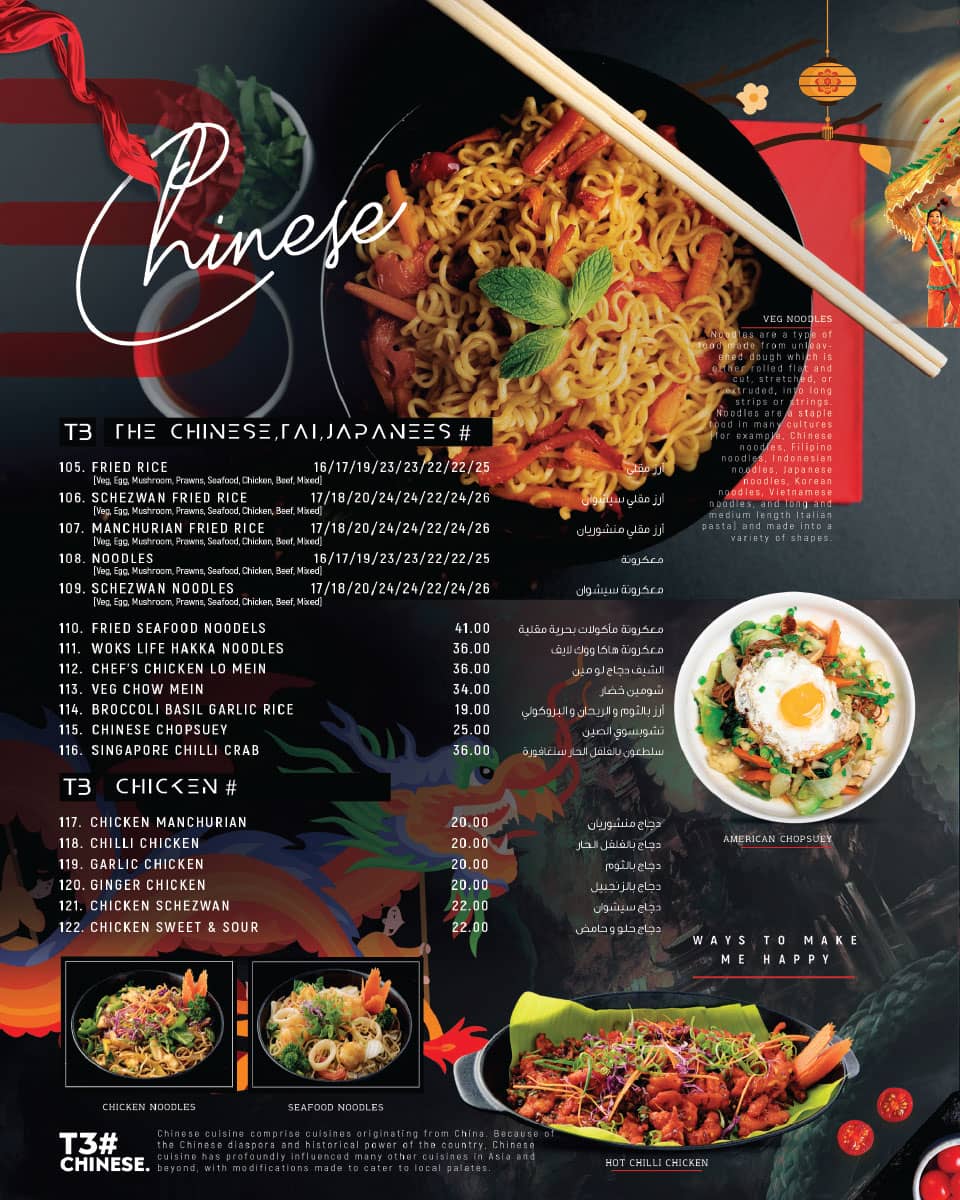 Chinese
VEG NOODLES
Noodles are a type of
food made from unleav-
ened dough which is
either rolled flat and
cut, stretched, or
extruded, into long
strips or strings.
Noodles are a staple
food in many cultures
(for example, Chinese
noodles, Filipino
noodles, Indonesian
noodles, Japanese
noodles, Korean
noodles, Vietnamese
noodles, and long and
medium length Italian
pasta) and made into a
variety of shapes.
T3 THE CHINESE,TAI,JAPANEES #
105. FRIED RICE 16/17/19/23/23/22/22/25 أرز مقلي
[Veg, Egg, Mushroom, Prawns, Seafood, Chicken, Beef, Mixed]
106. SCHEZWAN FRIED RICE 17/18/20/24/24/22/24/26 أرز مقلي سيشوان
[Veg, Egg, Mushroom, Prawns, Seafood, Chicken, Beef, Mixed]
107. MANCHURIAN FRIED RICE 17/18/20/24/24/22/24/26 أرز مقلي منشوريان
[Veg, Egg, Mushroom, Prawns, Seafood, Chicken, Beef, Mixed]
108. NOODLES 16/17/19/23/23/22/22/25 معكرونة
[Veg, Egg, Mushroom, Prawns, Seafood, Chicken, Beef, Mixed]
109. SCHEZWAN NOODLES 17/18/20/24/24/22/24/26 معكرونة سيشوان
[Veg, Egg, Mushroom, Prawns, Seafood, Chicken, Beef, Mixed]
110. FRIED SEAFOOD NOODELS 41.00 معكرونة مأكولات بحرية مقلية
111. WOKS LIFE HAKKA NOODLES 36.00 معكرونة هاكا ووك لايف
112. CHEF'S CHICKEN LO MEIN 36.00 الشيف دجاج لو مين
113. VEG CHOW MEIN 34.00 شومين خضار
114. BROCCOLI BASIL GARLIC RICE 19.00 أرز بالثوم و الريحان و البروكولي
115. CHINESE CHOPSUEY 25.00 تشوبسوي الصين
116. SINGAPORE CHILLI CRAB 36.00 سلطعون بالفلفل الحار سنغافورة
T3 CHICKEN #
117. CHICKEN MANCHURIAN 20.00 دجاج منشوريان
118. CHILLI CHICKEN 20.00 دجاج بالفلفل الحار
119. GARLIC CHICKEN 20.00 دجاج بالثوم
120. GINGER CHICKEN 20.00 دجاج بالزنجبيل
121. CHICKEN SCHEZWAN 22.00 دجاج سيشوان
122. CHICKEN SWEET & SOUR 22.00 دجاج حلو و حامض
AMERICAN CHOPSUEY
WAYS TO MAKE
ME HAPPY
CHICKEN NOODLES
SEAFOOD NOODLES
HOT CHILLI CHICKEN
T3#
CHINESE.
Chinese cuisine comprise cuisines originating from China. Because of
the Chinese diaspora and historical power of the country, Chinese
cuisine has profoundly influenced many other cuisines in Asia and
beyond, with modifications made to cater to local palates.